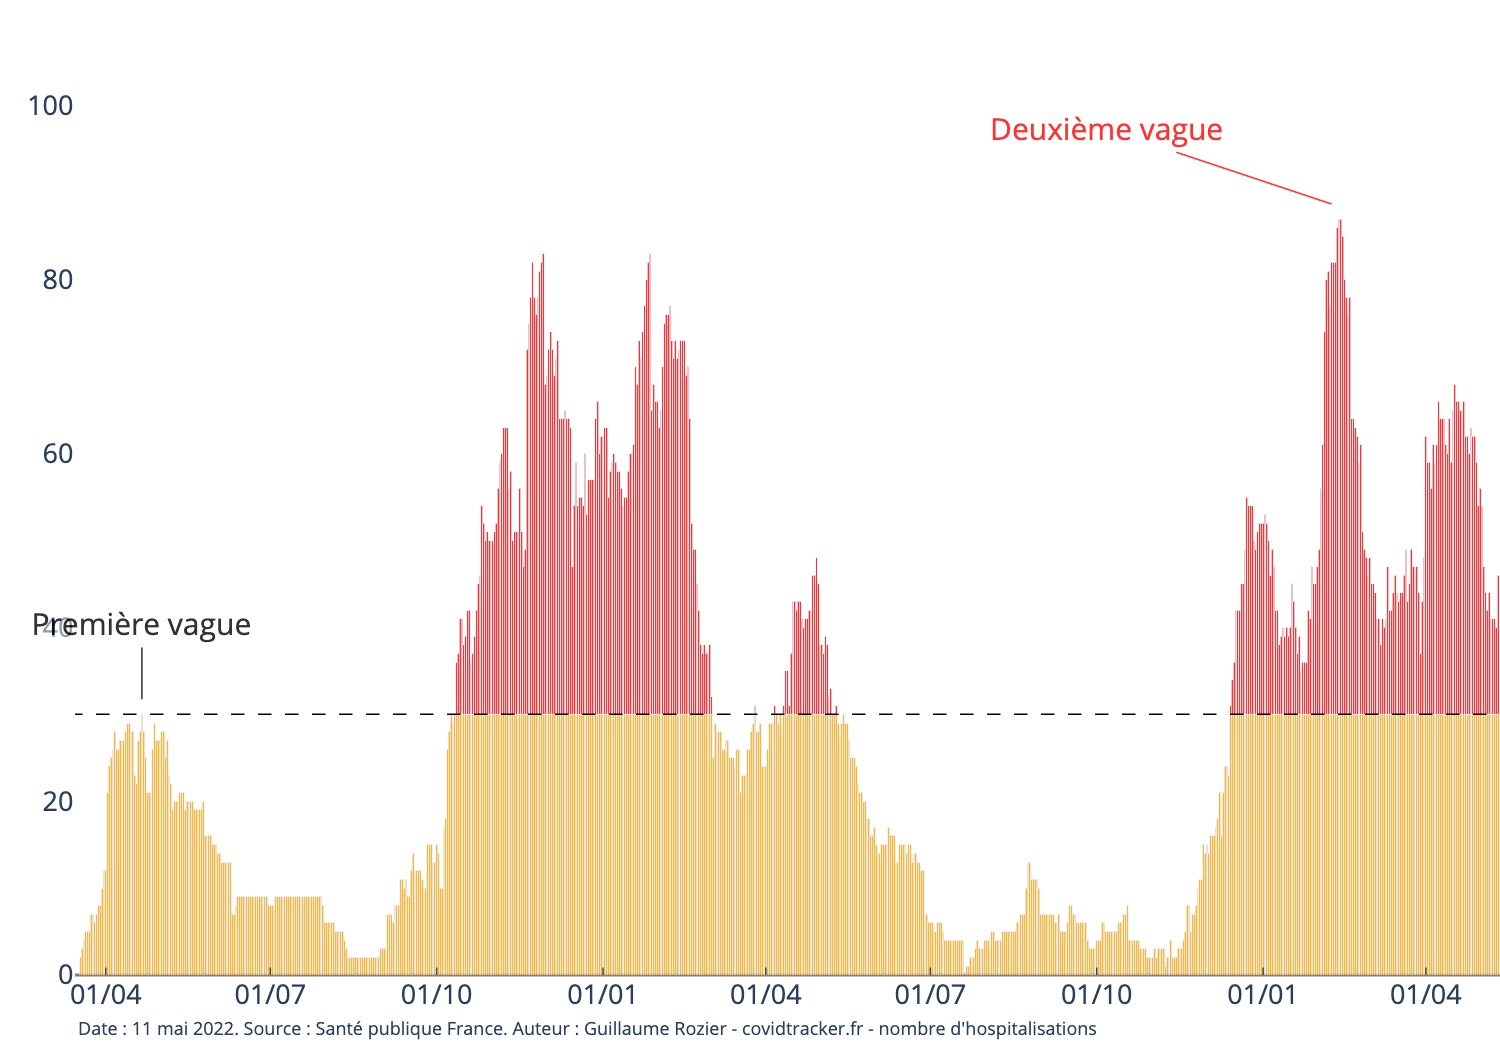 100
Deuxième vague
80
60
Première vague
40
20
0
01/04 01/07 01/10 01/01 01/04 01/07 01/10 01/01 01/04
Date : 11 mai 2022. Source : Santé publique France. Auteur : Guillaume Rozier - covidtracker.fr - nombre d'hospitalisations